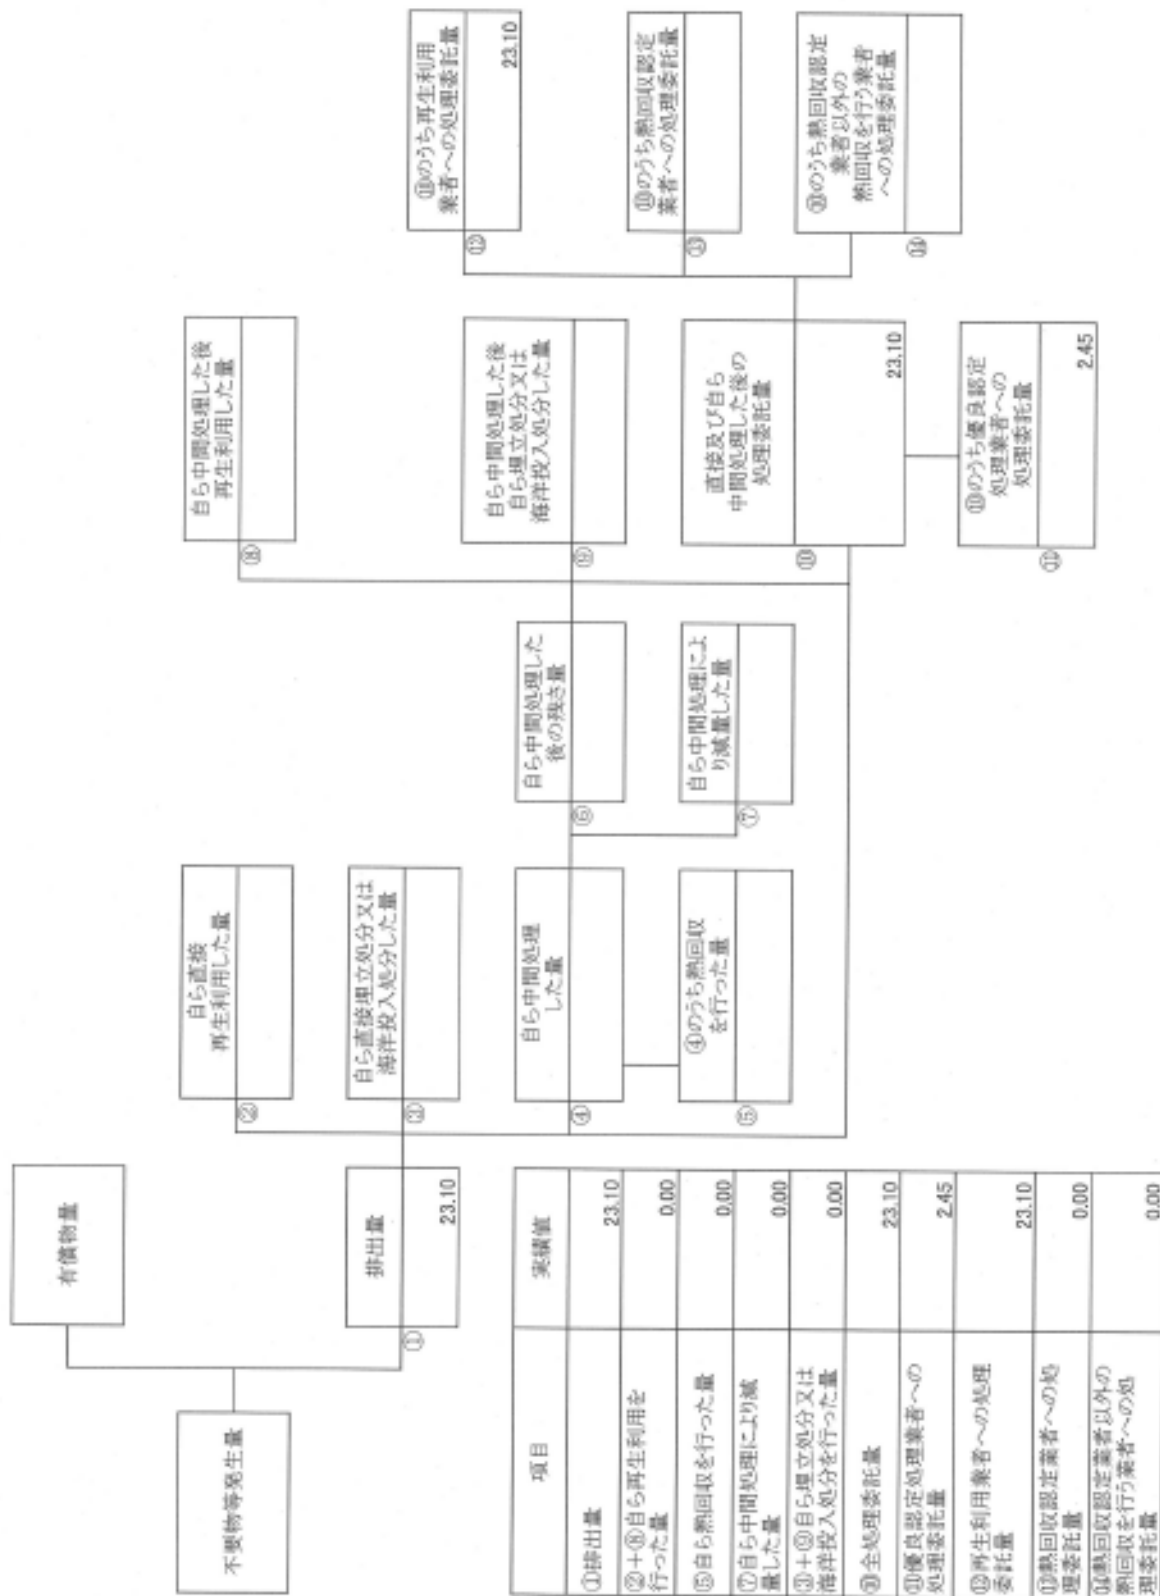 有償物量
不要物等発生量
排出量
①
23.10
②
自ら直接
再生利用した量
③
自ら直接埋立処分又は
海洋投入処分した量
④
自ら中間処理
した量
⑤
④のうち熱回収
を行った量
⑥
自ら中間処理した
後の残さ量
⑦
自ら中間処理によ
り減量した量
⑧
自ら中間処理した後
再生利用した量
⑨
自ら中間処理した後
自ら埋立処分又は
海洋投入処分した量
⑩
直接及び自ら
中間処理した後の
処理委託量
23.10
⑪
⑩のうち優良認定
処理業者への
処理委託量
2.45
⑫
⑩のうち再生利用
業者への処理委託量
23.10
⑬
⑩のうち熱回収認定
業者への処理委託量
⑭
⑩のうち熱回収認定
業者以外の
熱回収を行う業者
への処理委託量
項目
実績値
①排出量
23.10
②+⑧自ら再生利用を
行った量
0.00
⑤自ら熱回収を行った量
0.00
⑦自ら中間処理により減
量した量
0.00
③+⑨自ら埋立処分又は
海洋投入処分を行った量
0.00
⑩全処理委託量
23.10
⑪優良認定処理業者への
処理委託量
2.45
⑫再生利用業者への処理
委託量
23.10
⑬熱回収認定業者への処
理委託量
0.00
⑭熱回収認定業者以外の
熱回収を行う業者への処
理委託量
0.00